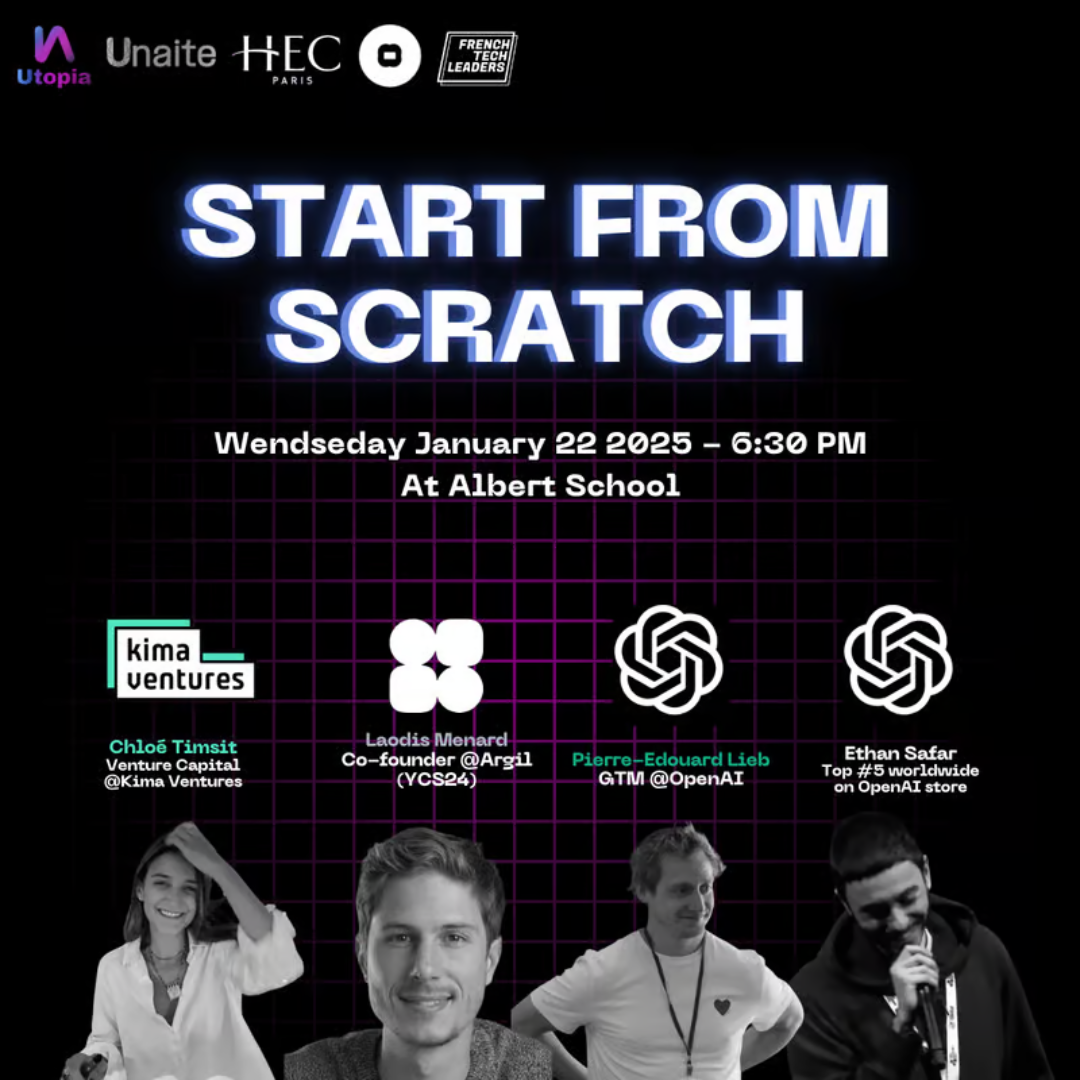 Utopia
Unaite
HEC
PARIS
FRENCH
TECH
LEADERS
START FROM
SCRATCH
Wendseday January 22 2025 – 6:30 PM
At Albert School
kima
ventures
Chloé Timsit
Venture Capital
@Kima Ventures
Laodis Menard
Co-founder @Argil
(YCS24)
Pierre-Edouard Lieb
GTM @OpenAI
Ethan Safar
Top #5 worldwide
on OpenAI store